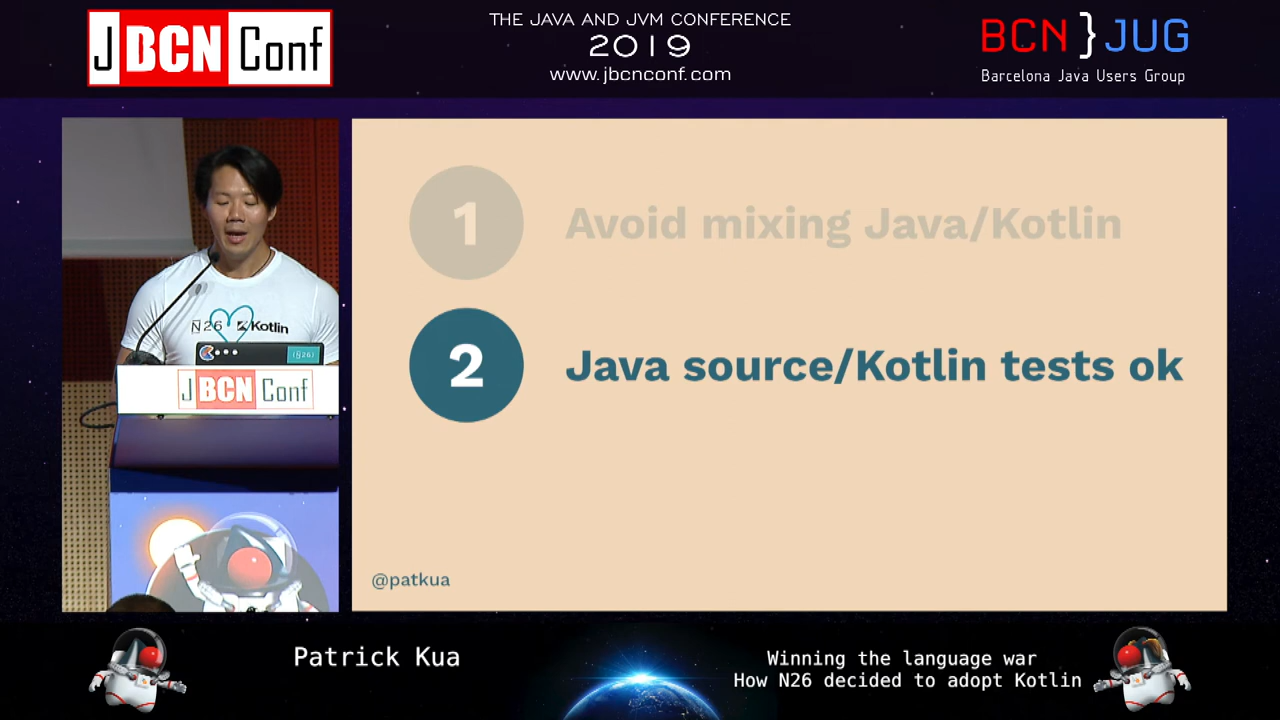 J BCN Conf
THE JAVA AND JVM CONFERENCE
2019
www.jbcnconf.com
BCN } JUG
Barcelona Java Users Group
1
Avoid mixing Java/Kotlin
2
Java source/Kotlin tests ok
@patkua
N26
Kotlin
J BCN Conf
Patrick Kua
Winning the language war
How N26 decided to adopt Kotlin